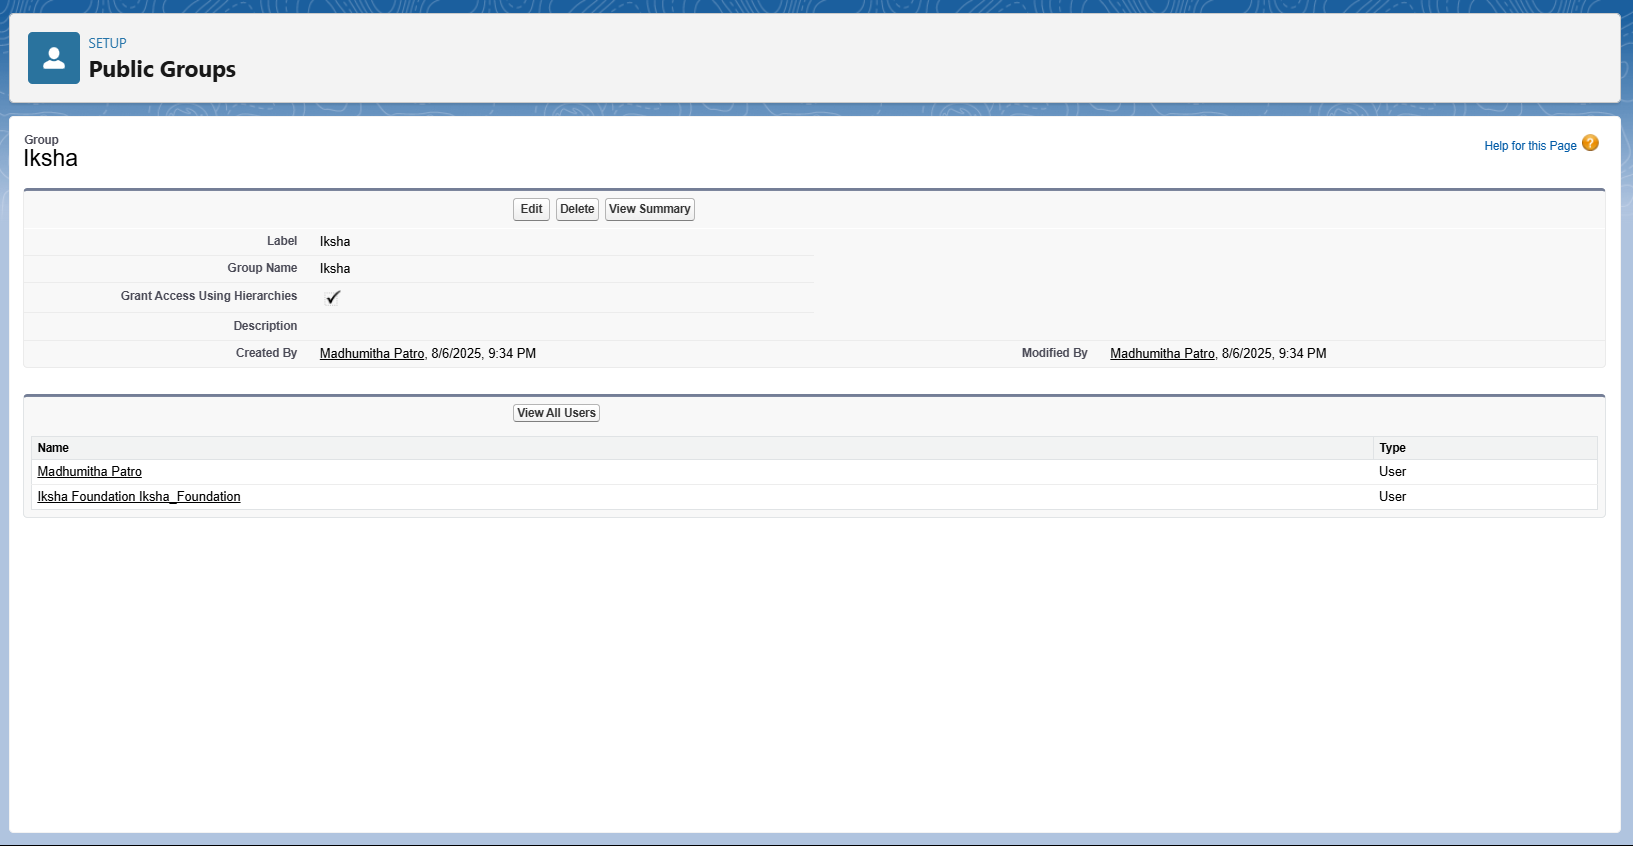 SETUP
Public Groups
Group
Iksha
Help for this Page ?
Edit Delete View Summary
Label Iksha
Group Name Iksha
Grant Access Using Hierarchies
Description
Created By Madhumitha Patro, 8/6/2025, 9:34 PM Modified By Madhumitha Patro, 8/6/2025, 9:34 PM
View All Users
Name Type
Madhumitha Patro User
Iksha Foundation Iksha_Foundation User